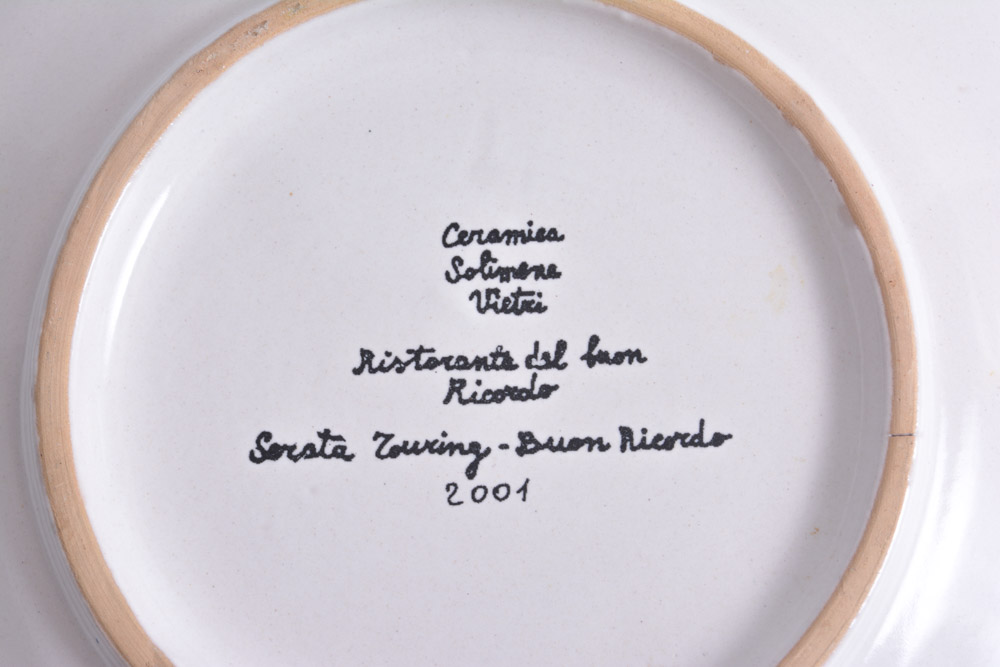 Ceramica
Solimene
Vietri
Ristorante del buon
Ricordo
Serata Touring - Buon Ricordo
2001